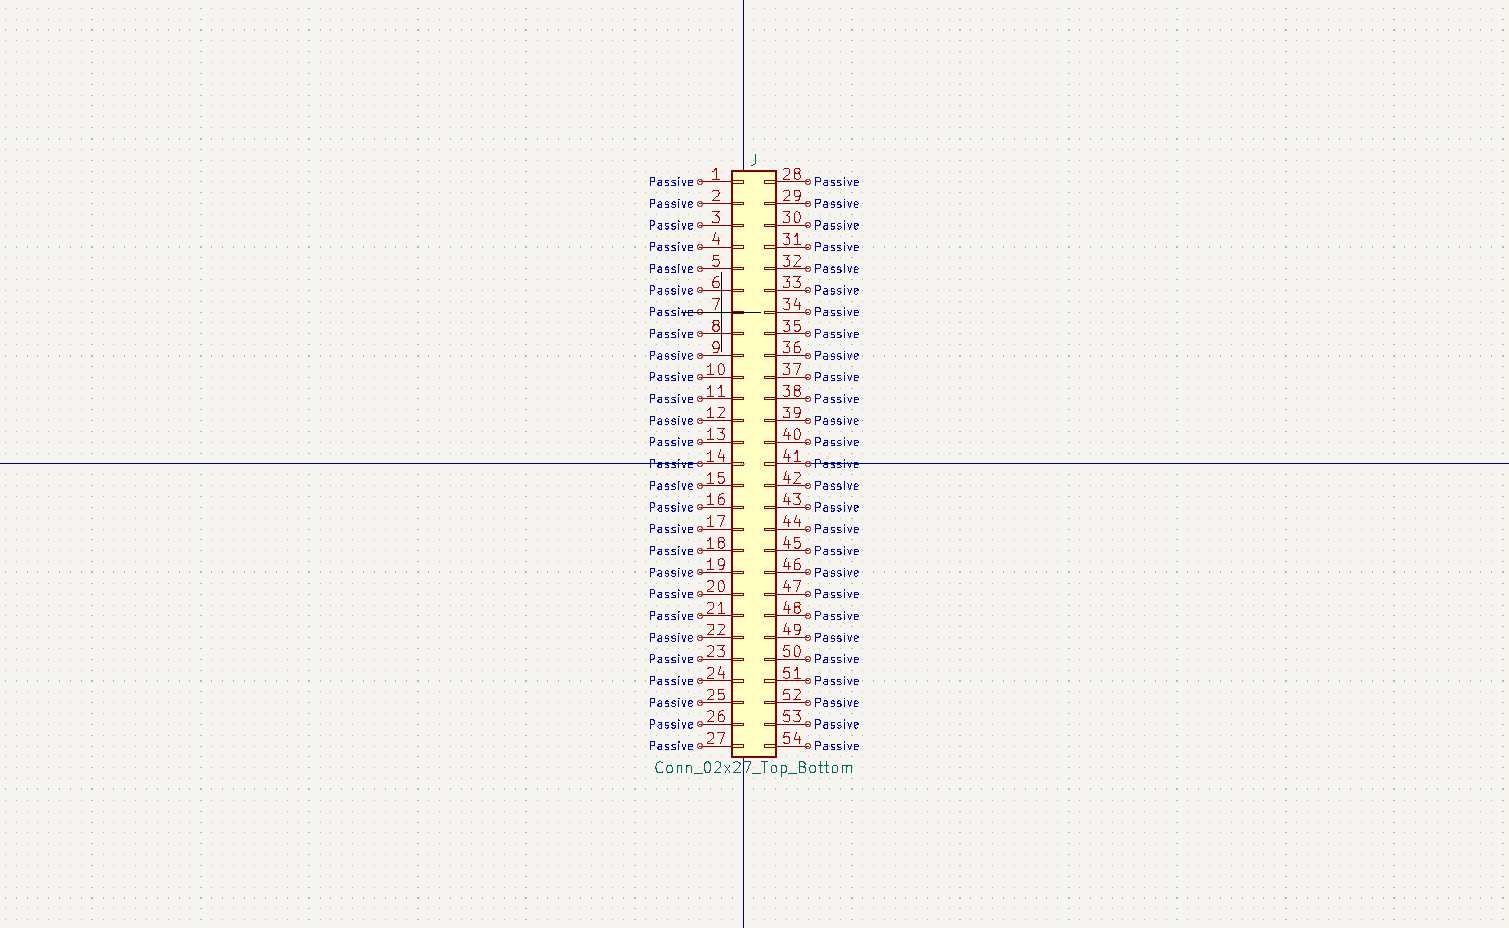 J
Passive 1 28 Passive
Passive 2 29 Passive
Passive 3 30 Passive
Passive 4 31 Passive
Passive 5 32 Passive
Passive 6 33 Passive
Passive 7 34 Passive
Passive 8 35 Passive
Passive 9 36 Passive
Passive 10 37 Passive
Passive 11 38 Passive
Passive 12 39 Passive
Passive 13 40 Passive
Passive 14 41 Passive
Passive 15 42 Passive
Passive 16 43 Passive
Passive 17 44 Passive
Passive 18 45 Passive
Passive 19 46 Passive
Passive 20 47 Passive
Passive 21 48 Passive
Passive 22 49 Passive
Passive 23 50 Passive
Passive 24 51 Passive
Passive 25 52 Passive
Passive 26 53 Passive
Passive 27 54 Passive
Conn_02x27_Top_Bottom